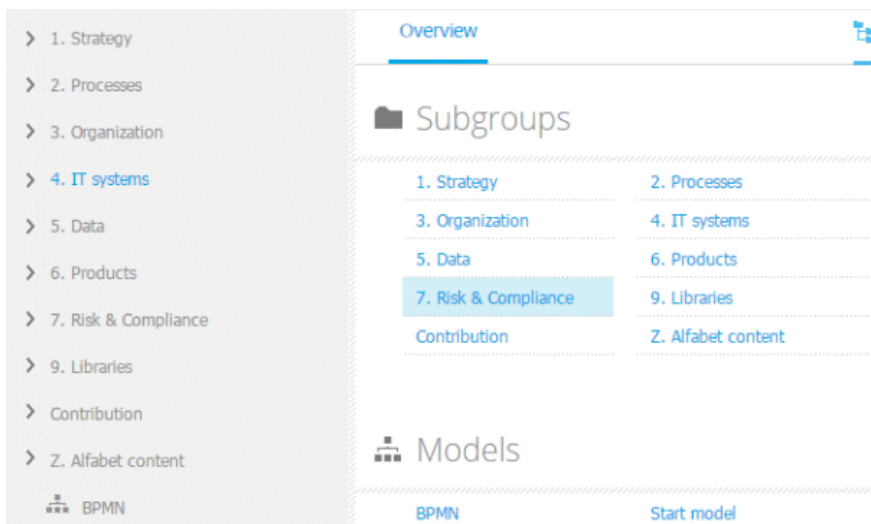 1. Strategy
2. Processes
3. Organization
4. IT systems
5. Data
6. Products
7. Risk & Compliance
9. Libraries
Contribution
Z. Alfabet content
BPMN
Overview
Subgroups
1. Strategy 2. Processes
3. Organization 4. IT systems
5. Data 6. Products
7. Risk & Compliance 9. Libraries
Contribution Z. Alfabet content
Models
BPMN Start model